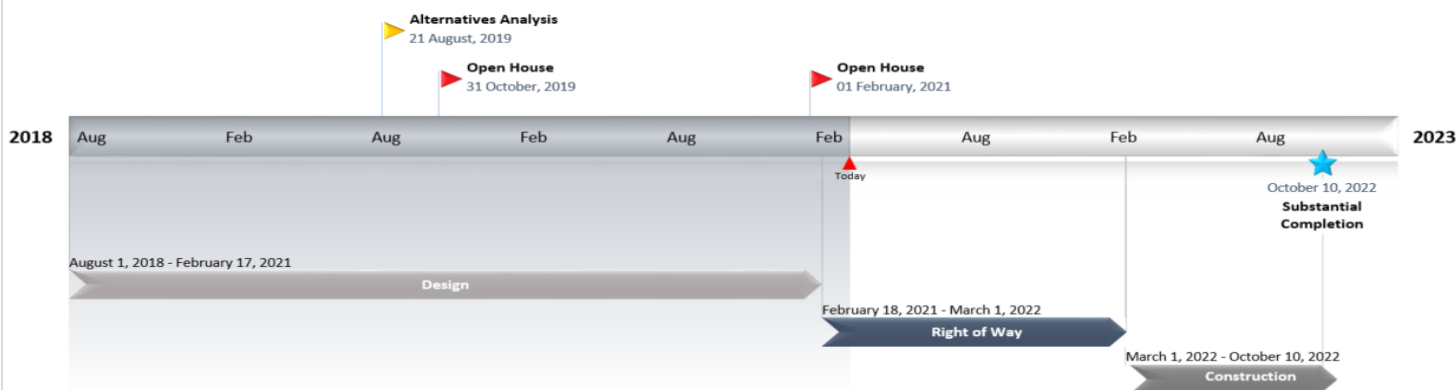 Alternatives Analysis
21 August, 2019
Open House
31 October, 2019
Open House
01 February, 2021
2018
Aug
Feb
Aug
Feb
Aug
Feb
Aug
Feb
Aug
2023
Today
October 10, 2022
Substantial
Completion
August 1, 2018 - February 17, 2021
Design
February 18, 2021 - March 1, 2022
Right of Way
March 1, 2022 - October 10, 2022
Construction